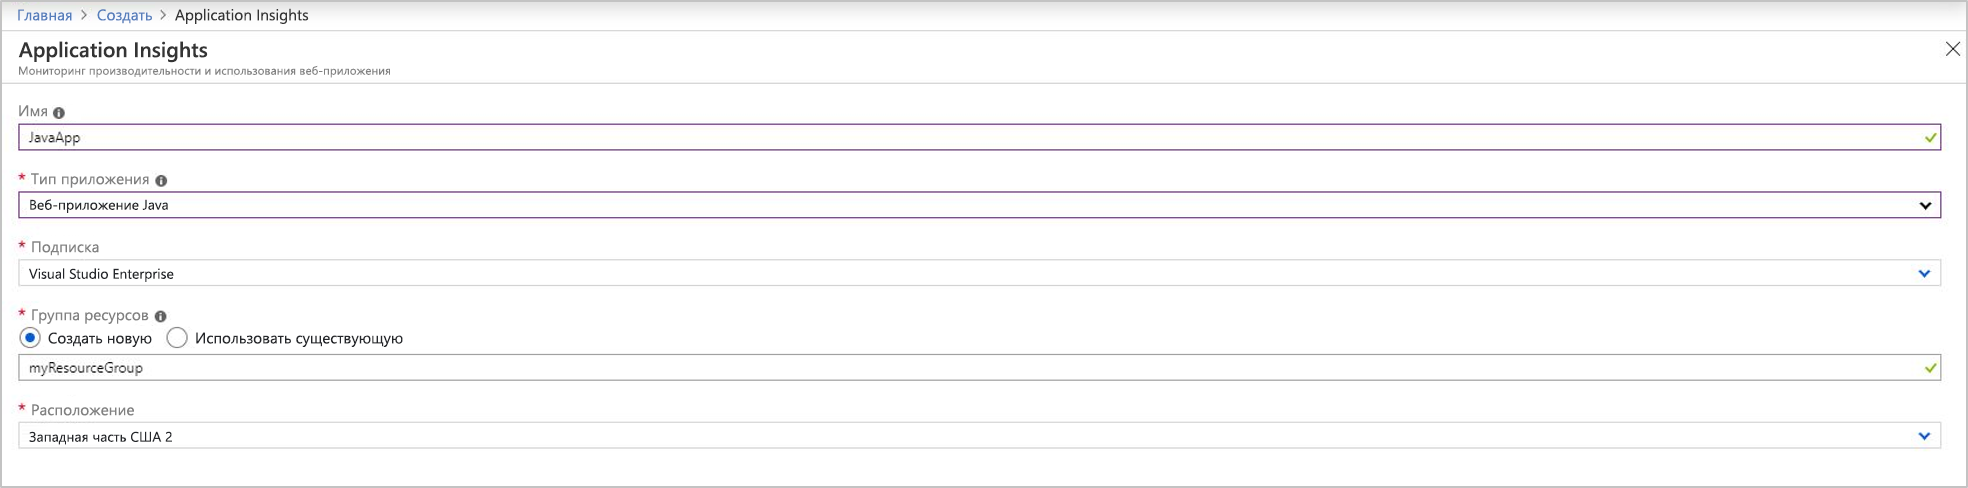 Главная > Создать > Application Insights
Application Insights
Мониторинг производительности и использования веб-приложения
Имя
JavaApp
* Тип приложения
Веб-приложение Java
* Подписка
Visual Studio Enterprise
* Группа ресурсов
Создать новую Использовать существующую
myResourceGroup
* Расположение
Западная часть США 2